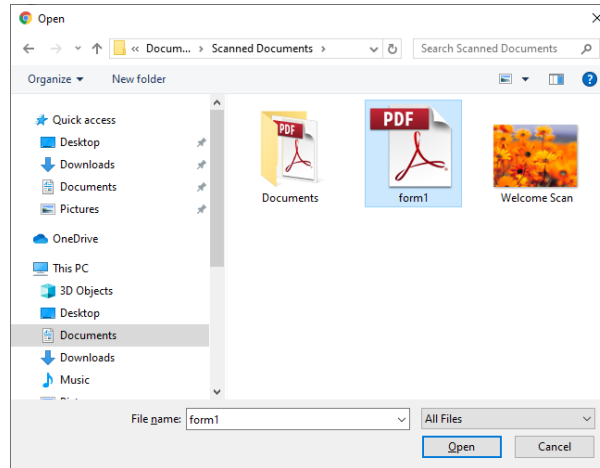 Open
« Docum... › Scanned Documents ›
Search Scanned Documents
Organize
New folder
?
Quick access
Desktop
Downloads
Documents
Pictures
OneDrive
This PC
3D Objects
Desktop
Documents
Downloads
Music
PDF
Documents
PDF
form1
Welcome Scan
File name:
form1
All Files
Open
Cancel